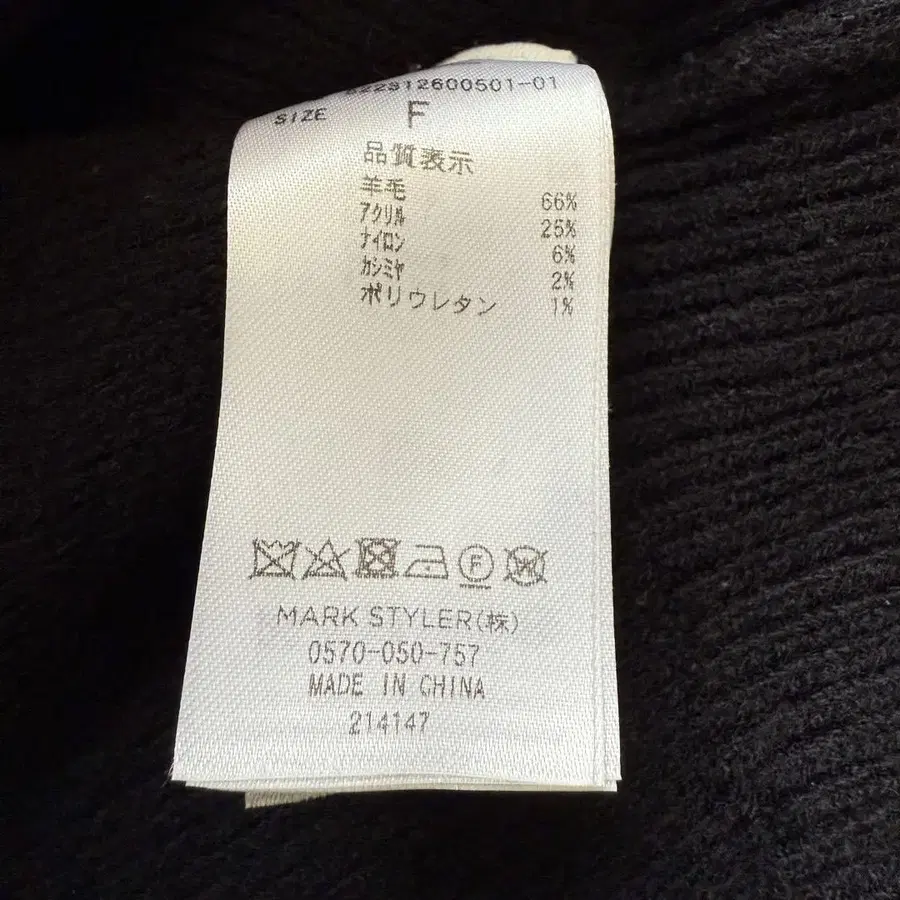 322312600501-01
SIZE F
品質表示
羊毛 66%
アクリル 25%
ナイロン 6%
カシミヤ 2%
ポリウレタン 1%
F
W
MARK STYLER(株)
0570-050-757
MADE IN CHINA
214147